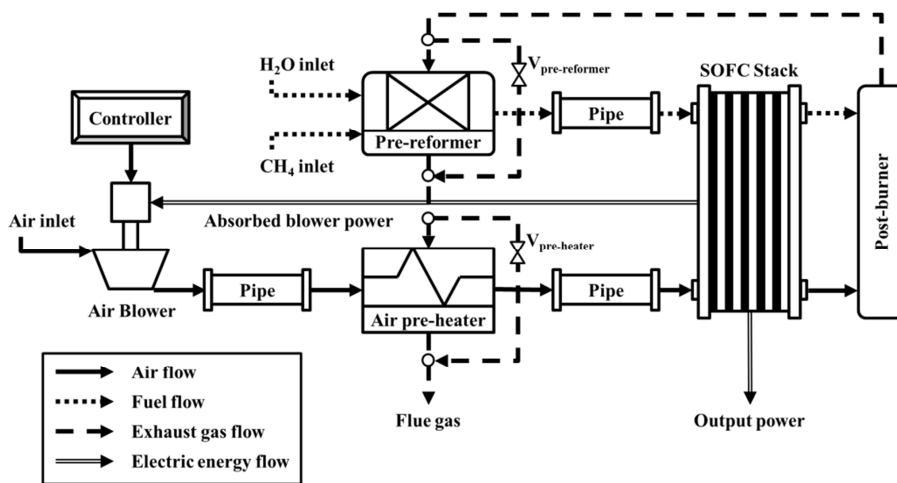 H₂O inlet
V_pre-reformer
SOFC Stack
Controller
Pipe
Pre-reformer
CH₄ inlet
Air inlet
Absorbed blower power
V_pre-heater
Post-burner
Pipe
Pipe
Air Blower
Air pre-heater
Air flow
Fuel flow
Exhaust gas flow
Electric energy flow
Flue gas
Output power